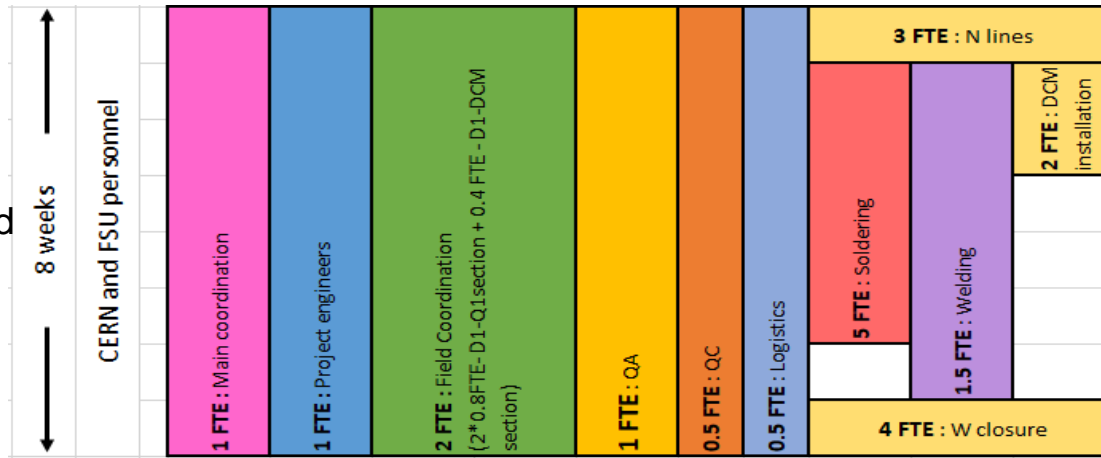 d
8 weeks
CERN and FSU personnel
1 FTE : Main coordination
1 FTE : Project engineers
2 FTE : Field Coordination
(2*0.8FTE- D1-Q1section + 0.4 FTE - D1-DCM
section)
1 FTE : QA
0.5 FTE : QC
0.5 FTE : Logistics
3 FTE : N lines
5 FTE : Soldering
1.5 FTE : Welding
2 FTE : DCM
installation
4 FTE : W closure